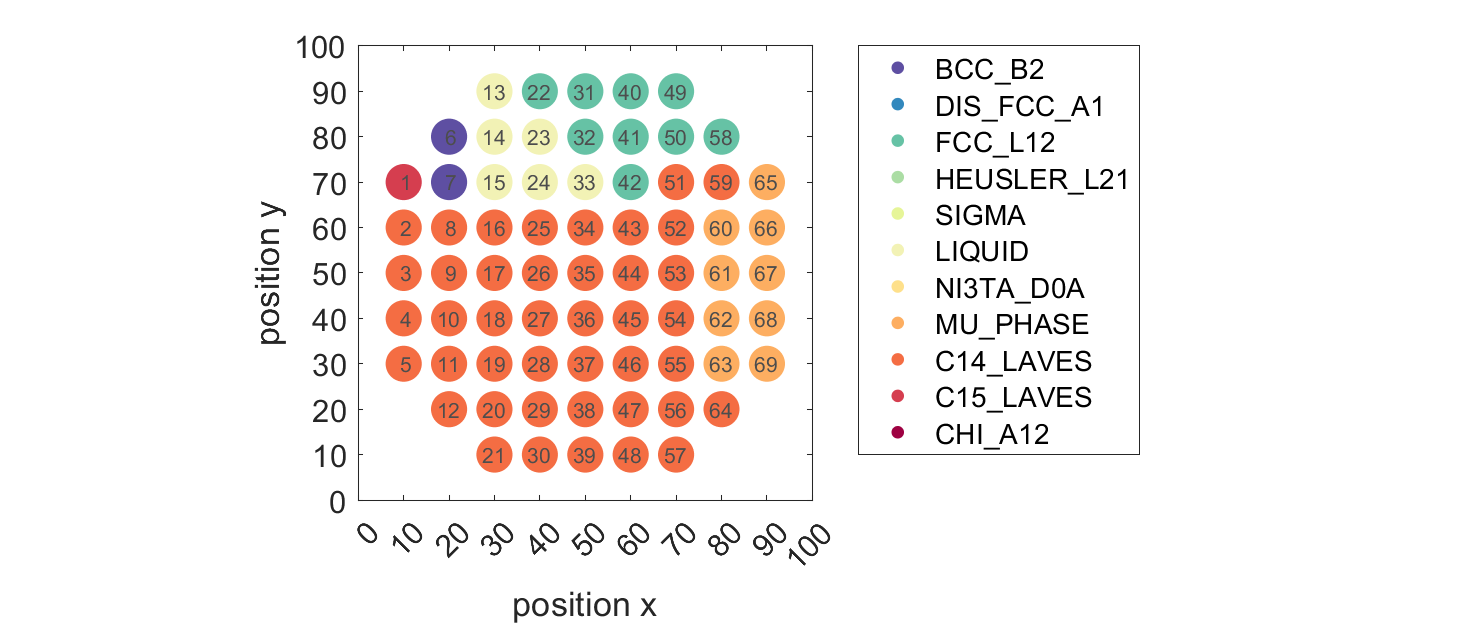 100
90 13 22 31 40 49
80 6 14 23 32 41 50 58
70 1 7 15 24 33 42 51 59 65
60 2 8 16 25 34 43 52 60 66
50 3 9 17 26 35 44 53 61 67
40 4 10 18 27 36 45 54 62 68
30 5 11 19 28 37 46 55 63 69
20 12 20 29 38 47 56 64
10 21 30 39 48 57
0
position y
0 10 20 30 40 50 60 70 80 90 100
position x
BCC_B2
DIS_FCC_A1
FCC_L12
HEUSLER_L21
SIGMA
LIQUID
NI3TA_D0A
MU_PHASE
C14_LAVES
C15_LAVES
CHI_A12